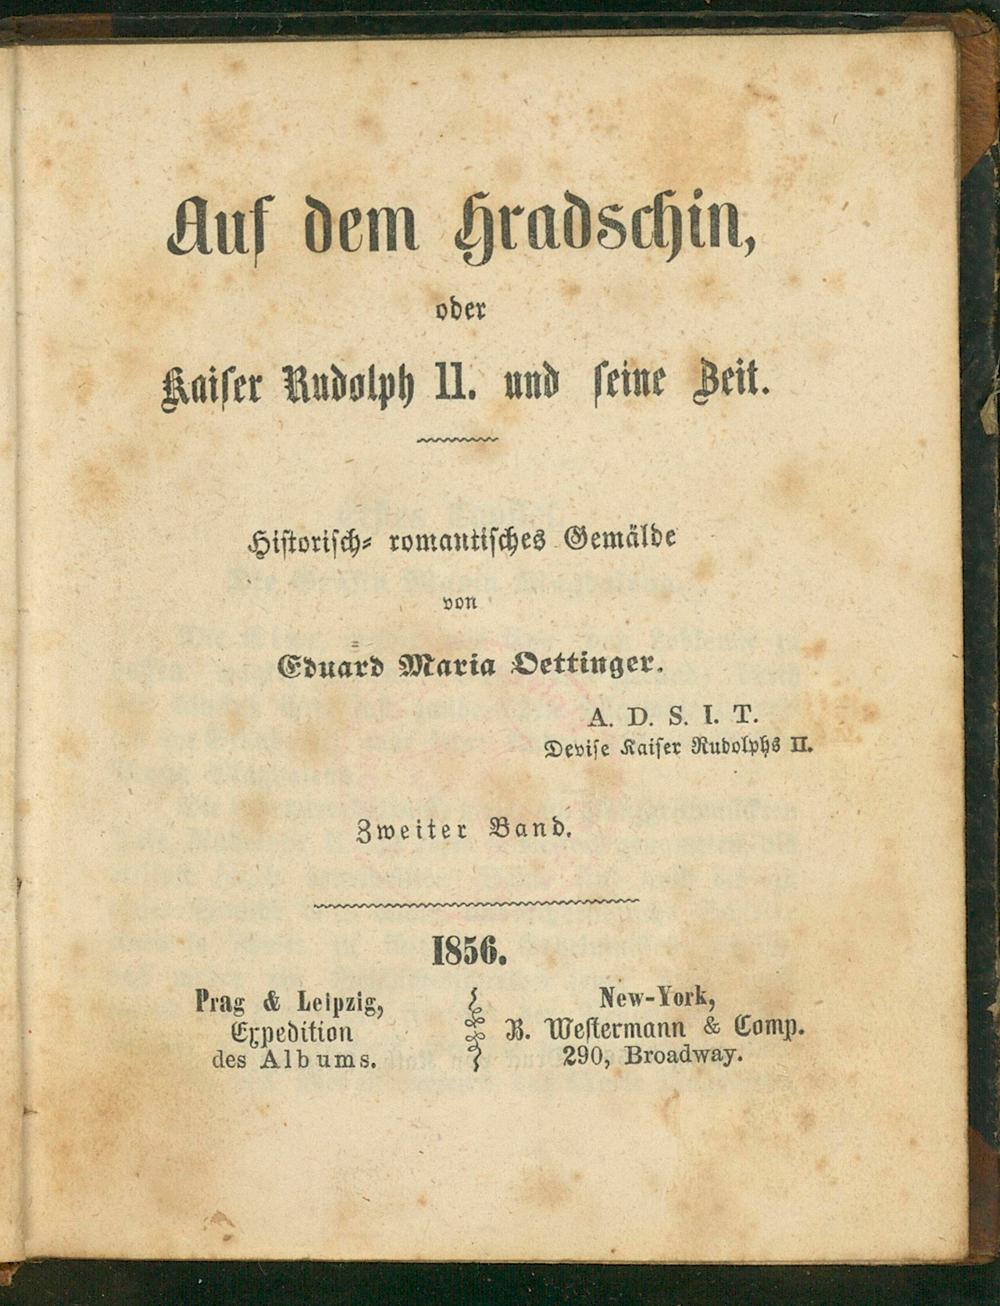 Auf dem Hradschin,
oder
Kaiser Rudolph II. und seine Zeit.
Historisch- romantisches Gemälde
von
Eduard Maria Oettinger.
A. D. S. I. T.
Devise Kaiser Rudolphs II.
Zweiter Band.
1856.
Prag & Leipzig,
Expedition
des Albums.
New-York,
B. Westermann & Comp.
290, Broadway.